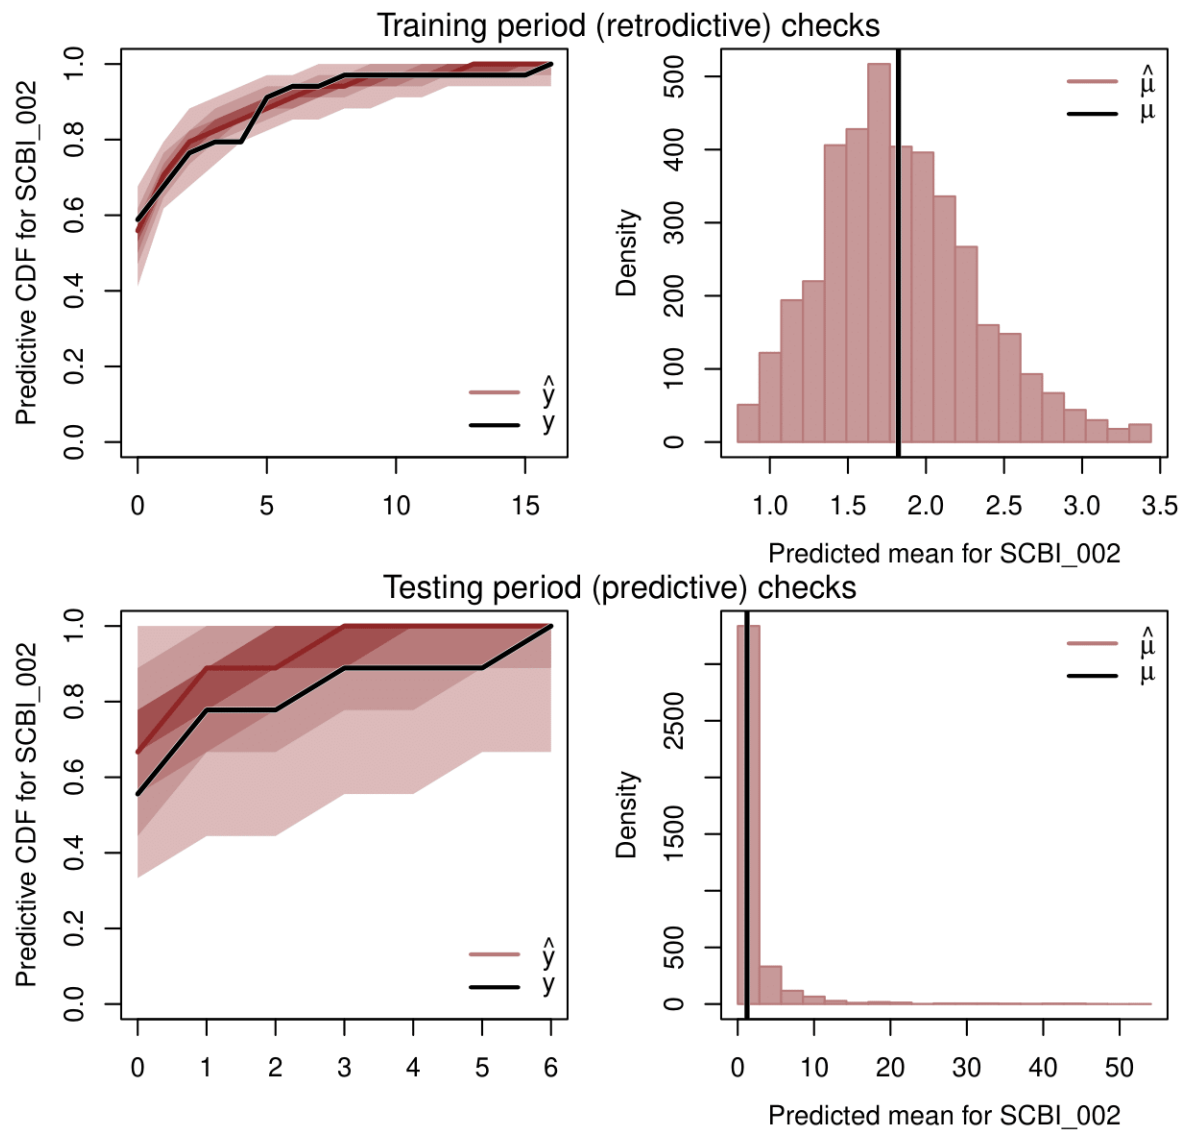 Training period (retrodictive) checks
Predictive CDF for SCBI_002
0.0 0.2 0.4 0.6 0.8 1.0
ŷ
y
0 5 10 15
Density
0 100 200 300 400 500
μ̂
μ
1.0 1.5 2.0 2.5 3.0 3.5
Predicted mean for SCBI_002
Testing period (predictive) checks
Predictive CDF for SCBI_002
0.0 0.2 0.4 0.6 0.8 1.0
ŷ
y
0 1 2 3 4 5 6
Density
0 500 1500 2500
μ̂
μ
0 10 20 30 40 50
Predicted mean for SCBI_002